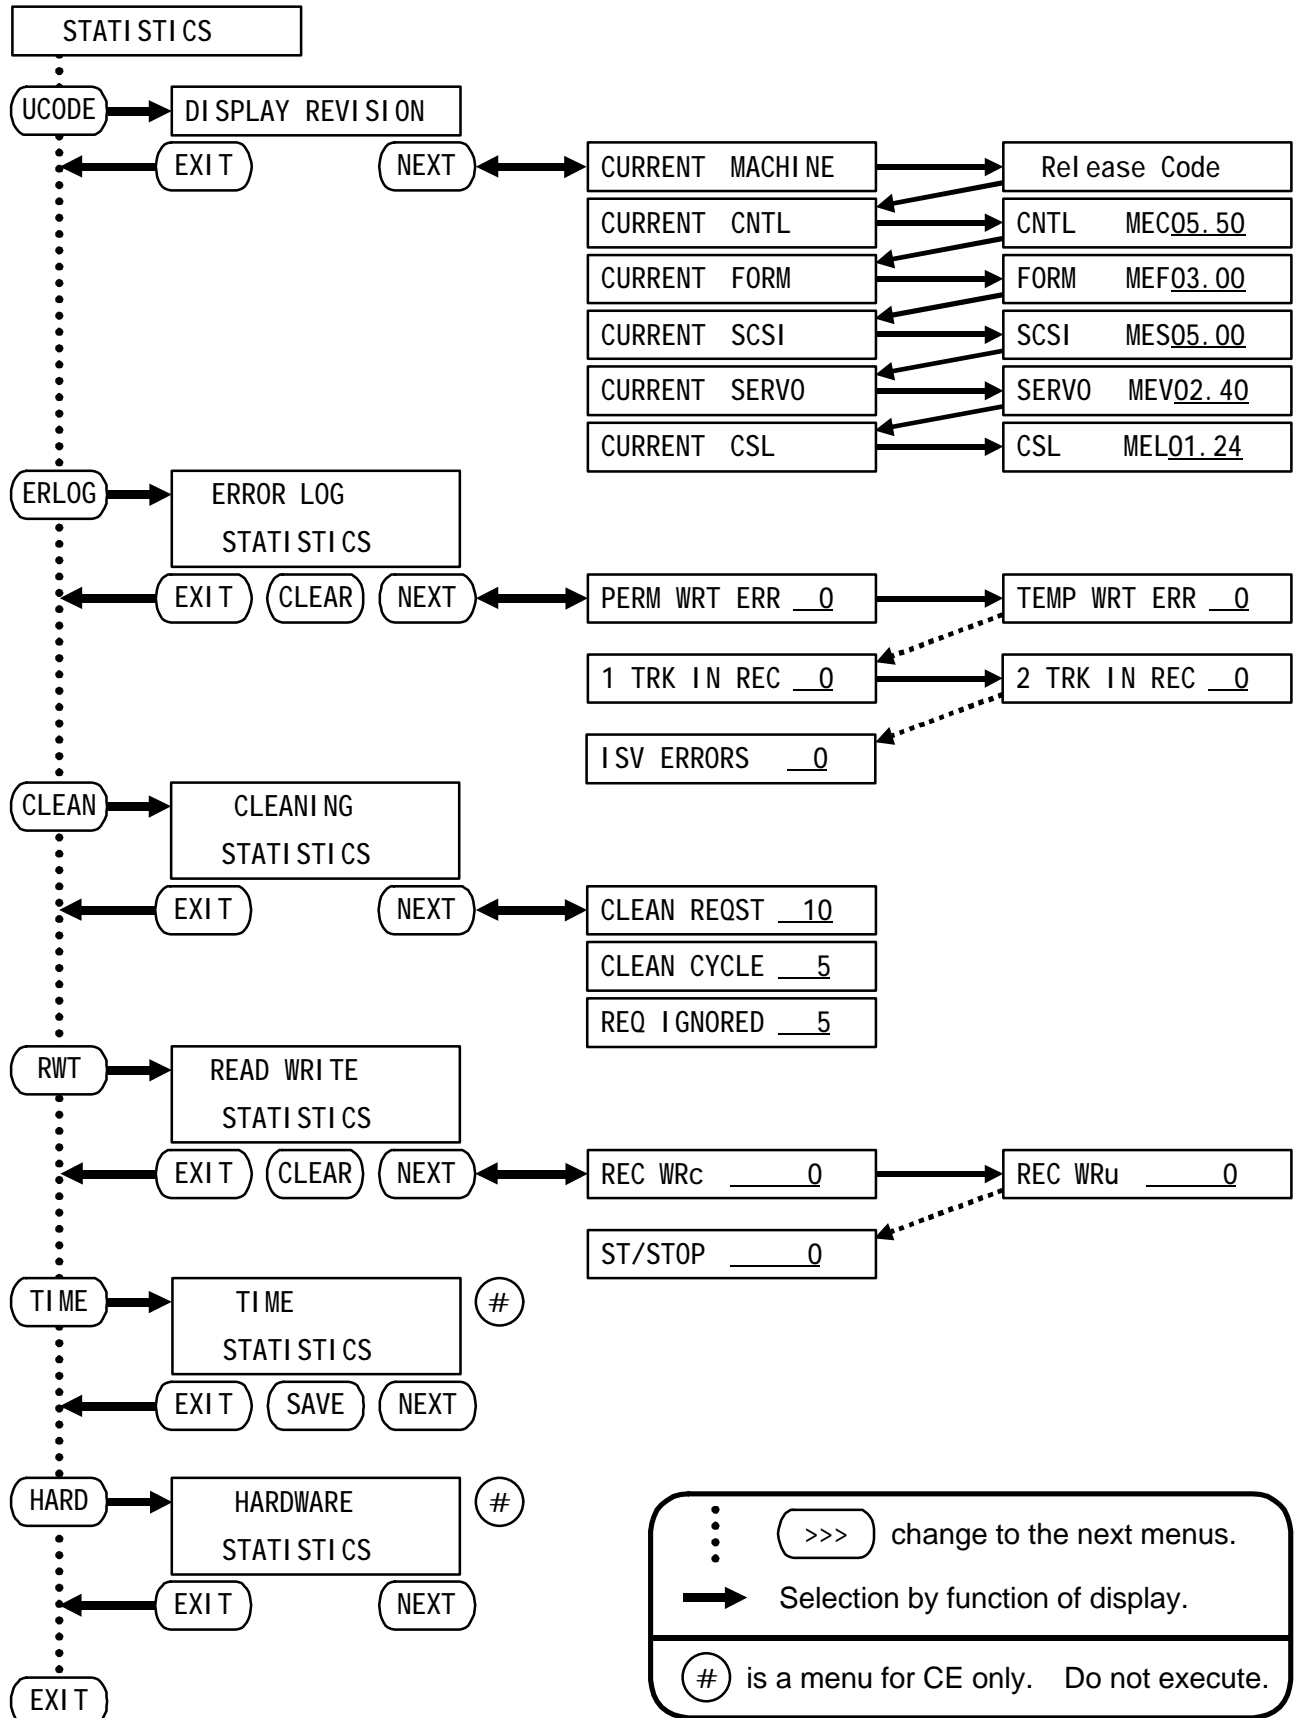 STATISTICS
UCODE DISPLAY REVISION
EXIT NEXT CURRENT MACHINE Release Code
CURRENT CNTL CNTL MEC05.50
CURRENT FORM FORM MEF03.00
CURRENT SCSI SCSI MES05.00
CURRENT SERVO SERVO MEV02.40
CURRENT CSL CSL MEL01.24
ERLOG ERROR LOG
STATISTICS
EXIT CLEAR NEXT PERM WRT ERR 0 TEMP WRT ERR 0
1 TRK IN REC 0 2 TRK IN REC 0
ISV ERRORS 0
CLEAN CLEANING
STATISTICS
EXIT NEXT CLEAN REQST 10
CLEAN CYCLE 5
REQ IGNORED 5
RWT READ WRITE
STATISTICS
EXIT CLEAR NEXT REC WRc 0 REC WRu 0
ST/STOP 0
TIME TIME #
STATISTICS
EXIT SAVE NEXT
HARD HARDWARE #
STATISTICS
EXIT NEXT
EXIT
>>> change to the next menus.
Selection by function of display.
# is a menu for CE only. Do not execute.